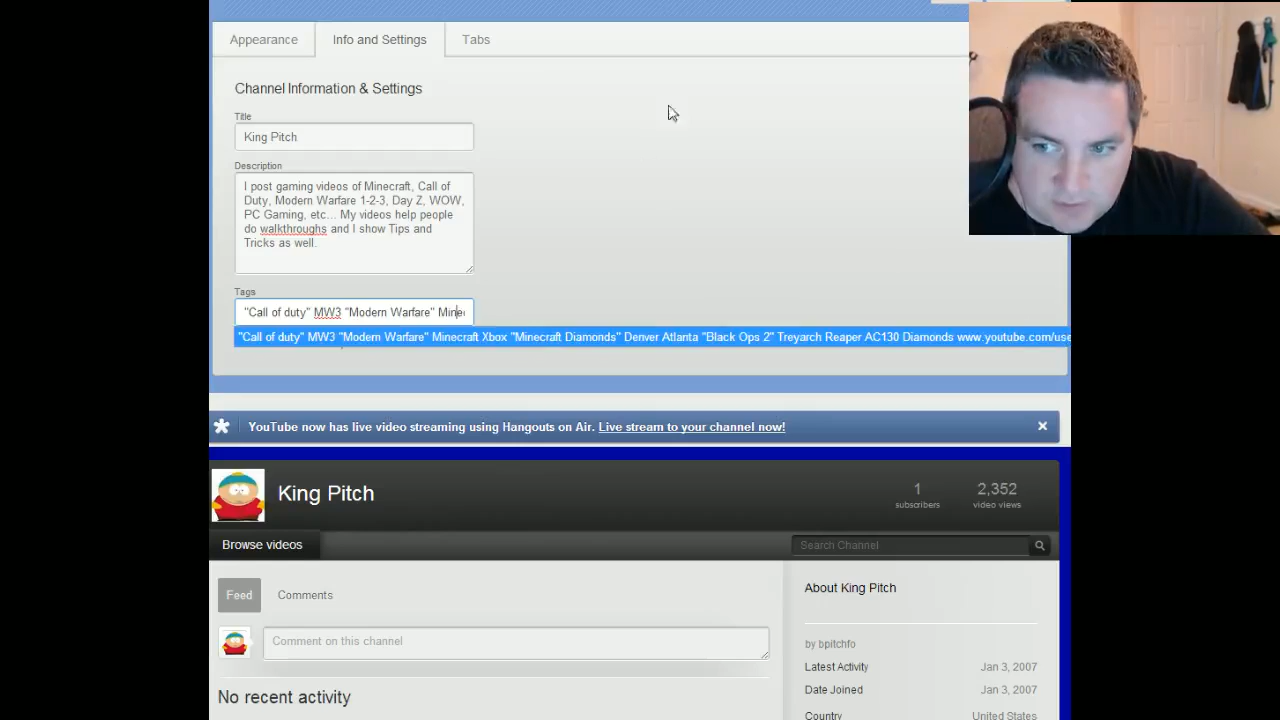 Appearance
Info and Settings
Tabs
Channel Information & Settings
Title
King Pitch
Description
I post gaming videos of Minecraft, Call of
Duty, Modern Warfare 1-2-3, Day Z, WOW,
PC Gaming, etc... My videos help people
do walkthroughs and I show Tips and
Tricks as well.
Tags
"Call of duty" MW3 "Modern Warfare" Mine
"Call of duty" MW3 "Modern Warfare" Minecraft Xbox "Minecraft Diamonds" Denver Atlanta "Black Ops 2" Treyarch Reaper AC130 Diamonds www.youtube.com/use
YouTube now has live video streaming using Hangouts on Air. Live stream to your channel now!
King Pitch
1
subscribers
2,352
video views
Browse videos
Search Channel
Feed
Comments
Comment on this channel
No recent activity
About King Pitch
by bpitchfo
Latest Activity Jan 3, 2007
Date Joined Jan 3, 2007
Country United States